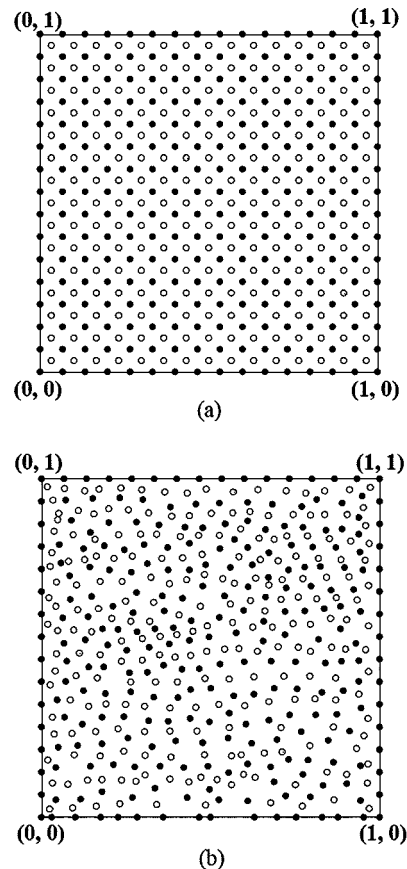 (0, 1) (1, 1)
(0, 0) (1, 0)
(a)
(0, 1) (1, 1)
(0, 0) (1, 0)
(b)